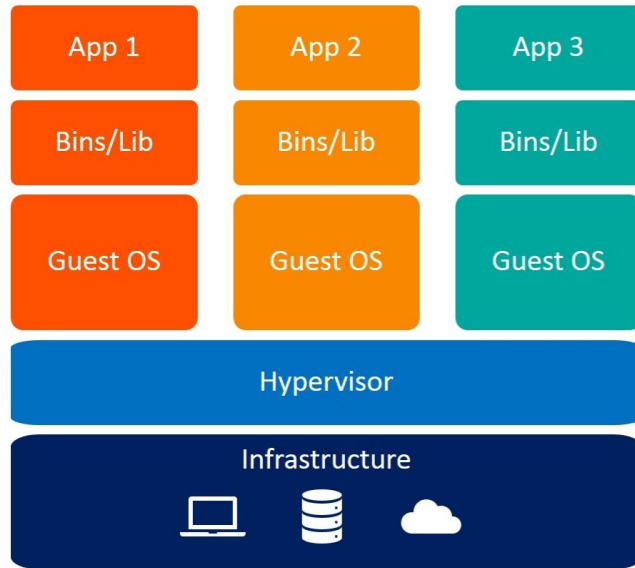 App 1
App 2
App 3
Bins/Lib
Bins/Lib
Bins/Lib
Guest OS
Guest OS
Guest OS
Hypervisor
Infrastructure